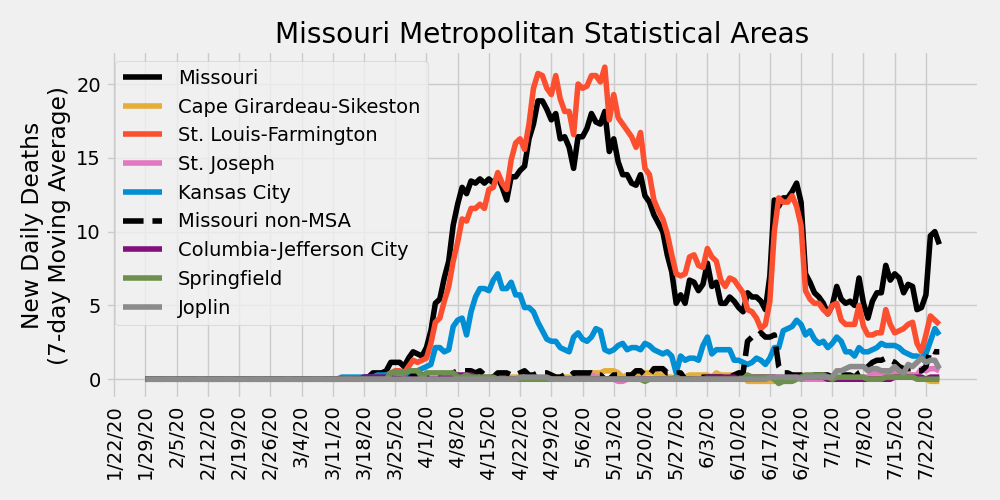 Missouri Metropolitan Statistical Areas
New Daily Deaths
(7-day Moving Average)
20
15
10
5
0
Missouri
Cape Girardeau-Sikeston
St. Louis-Farmington
St. Joseph
Kansas City
Missouri non-MSA
Columbia-Jefferson City
Springfield
Joplin
1/22/20
1/29/20
2/5/20
2/12/20
2/19/20
2/26/20
3/4/20
3/11/20
3/18/20
3/25/20
4/1/20
4/8/20
4/15/20
4/22/20
4/29/20
5/6/20
5/13/20
5/20/20
5/27/20
6/3/20
6/10/20
6/17/20
6/24/20
7/1/20
7/8/20
7/15/20
7/22/20